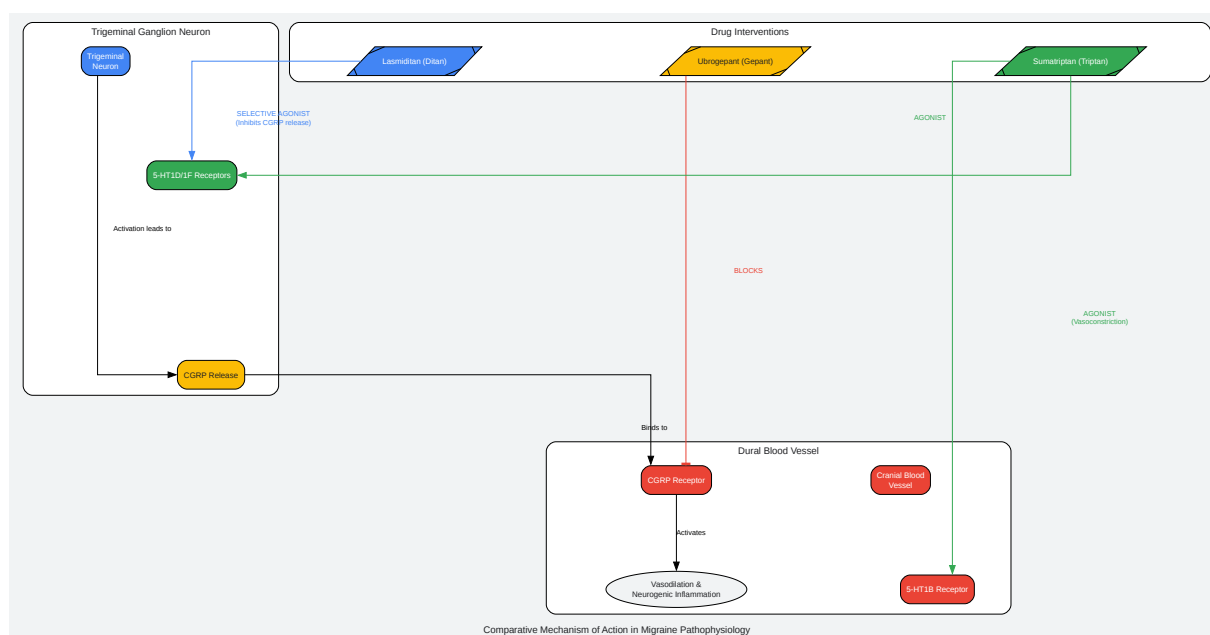 Trigeminal Ganglion Neuron
Drug Interventions
Trigeminal
Neuron
Lasmiditan (Ditan)
Ubrogepant (Gepant)
Sumatriptan (Triptan)
SELECTIVE AGONIST
(Inhibits CGRP release)
AGONIST
5-HT1D/1F Receptors
Activation leads to
BLOCKS
AGONIST
(Vasoconstriction)
CGRP Release
Binds to
Dural Blood Vessel
CGRP Receptor
Cranial Blood
Vessel
Activates
Vasodilation &
Neurogenic Inflammation
5-HT1B Receptor
Comparative Mechanism of Action in Migraine Pathophysiology